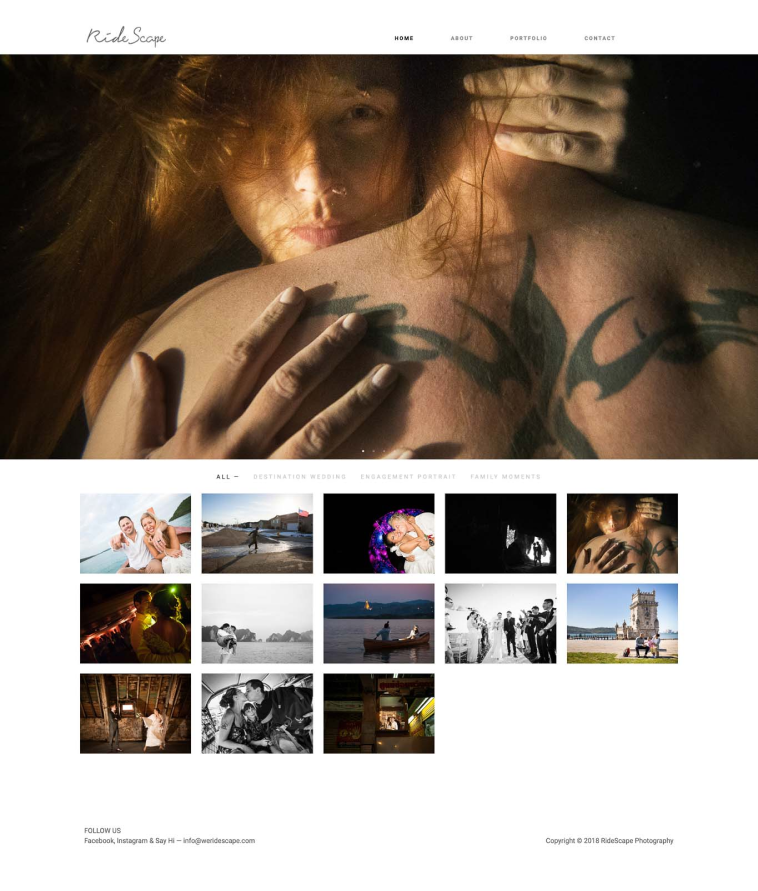 RideScape
HOME ABOUT PORTFOLIO CONTACT
ALL — DESTINATION WEDDING ENGAGEMENT PORTRAIT FAMILY MOMENTS
FOLLOW US
Facebook, Instagram & Say Hi — info@weridescape.com
Copyright © 2018 RideScape Photography